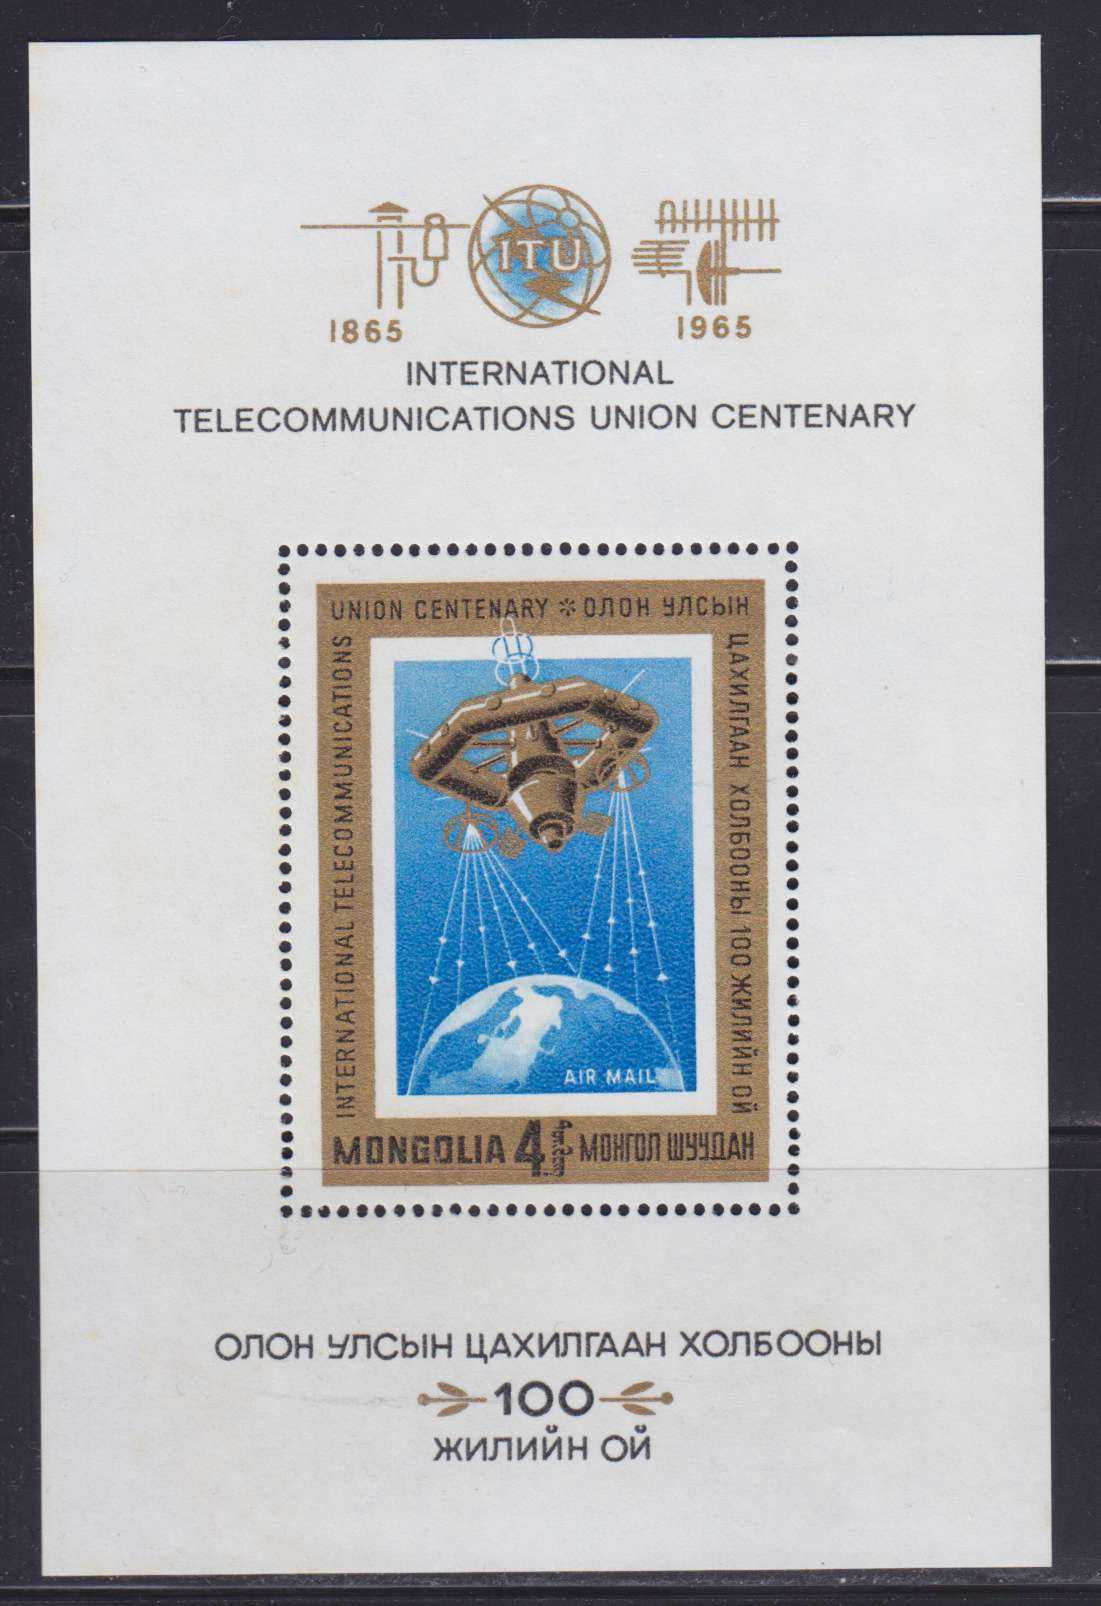 ITU
1865
1965
INTERNATIONAL
TELECOMMUNICATIONS UNION CENTENARY
INTERNATIONAL TELECOMMUNICATIONS
UNION CENTENARY * ОЛОН УЛСЫН
ЦАХИЛГААН ХОЛБООНЫ 100 ЖИЛИЙН ОЙ
AIR MAIL
MONGOLIA 4 МОНГОЛ ШУУДАН
ОЛОН УЛСЫН ЦАХИЛГААН ХОЛБООНЫ
100
ЖИЛИЙН ОЙ